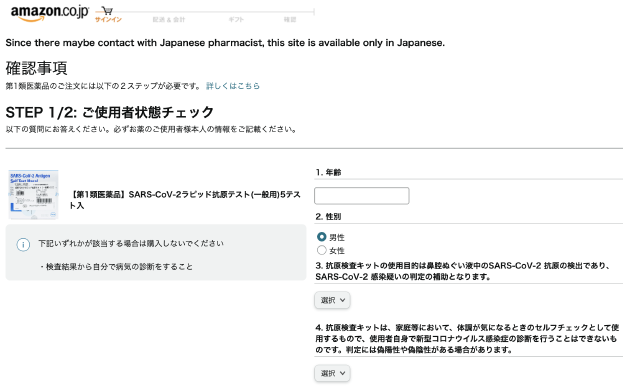 amazon.co.jp
サインイン
配送 & 会計
ギフト
確認
Since there maybe contact with Japanese pharmacist, this site is available only in Japanese.
確認事項
第1類医薬品のご注文には以下の２ステップが必要です。 詳しくはこちら
STEP 1/2: ご使用者状態チェック
以下の質問にお答えください。必ずお薬のご使用者様本人の情報をご記載ください。
SARS-CoV-2 Antigen
Self Test Nasal
【第1類医薬品】SARS-CoV-2ラピッド抗原テスト(一般用)5テス
ト入
下記いずれかが該当する場合は購入しないでください
・検査結果から自分で病気の診断をすること
1. 年齢
2. 性別
男性
女性
3. 抗原検査キットの使用目的は鼻腔ぬぐい液中のSARS-CoV-2 抗原の検出であり、
SARS-CoV-2 感染疑いの判定の補助となります。
選択
4. 抗原検査キットは、家庭等において、体調が気になるときのセルフチェックとして使
用するもので、使用者自身で新型コロナウイルス感染症の診断を行うことはできないも
のです。判定には偽陽性や偽陰性がある場合があります。
選択